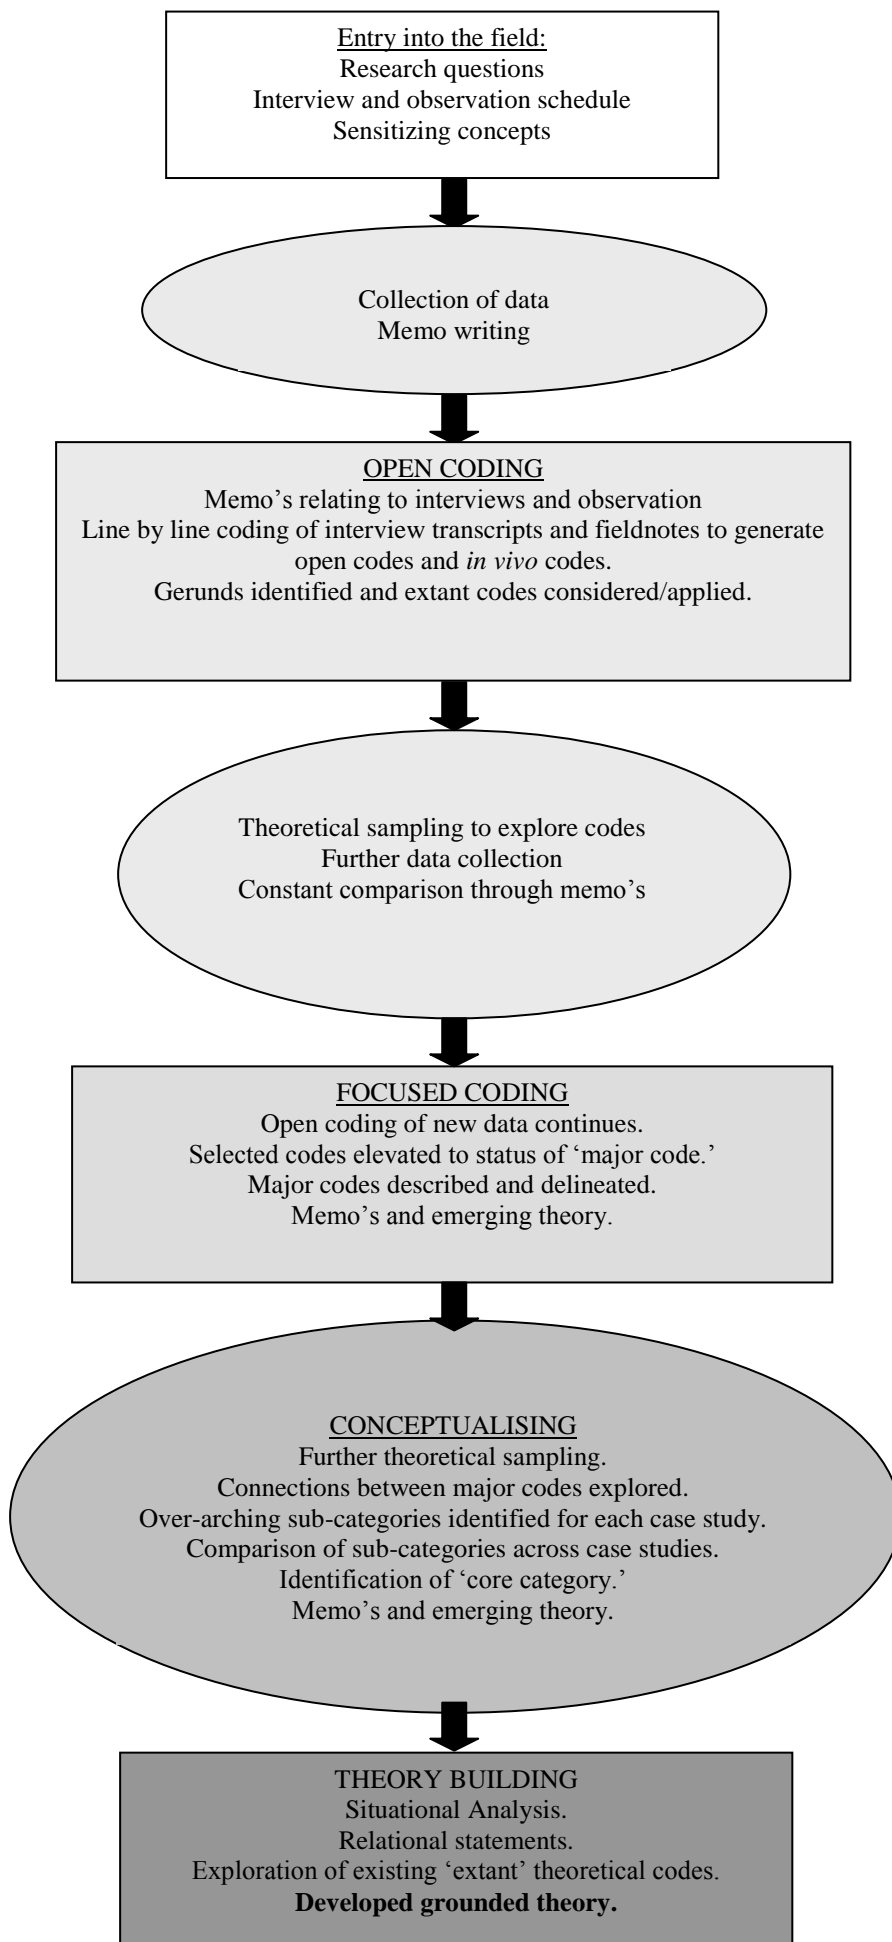 Entry into the field:
Research questions
Interview and observation schedule
Sensitizing concepts
Collection of data
Memo writing
OPEN CODING
Memo's relating to interviews and observation
Line by line coding of interview transcripts and fieldnotes to generate
open codes and in vivo codes.
Gerunds identified and extant codes considered/applied.
Theoretical sampling to explore codes
Further data collection
Constant comparison through memo's
FOCUSED CODING
Open coding of new data continues.
Selected codes elevated to status of ‘major code.’
Major codes described and delineated.
Memo's and emerging theory.
CONCEPTUALISING
Further theoretical sampling.
Connections between major codes explored.
Over-arching sub-categories identified for each case study.
Comparison of sub-categories across case studies.
Identification of ‘core category.’
Memo's and emerging theory.
THEORY BUILDING
Situational Analysis.
Relational statements.
Exploration of existing ‘extant’ theoretical codes.
Developed grounded theory.